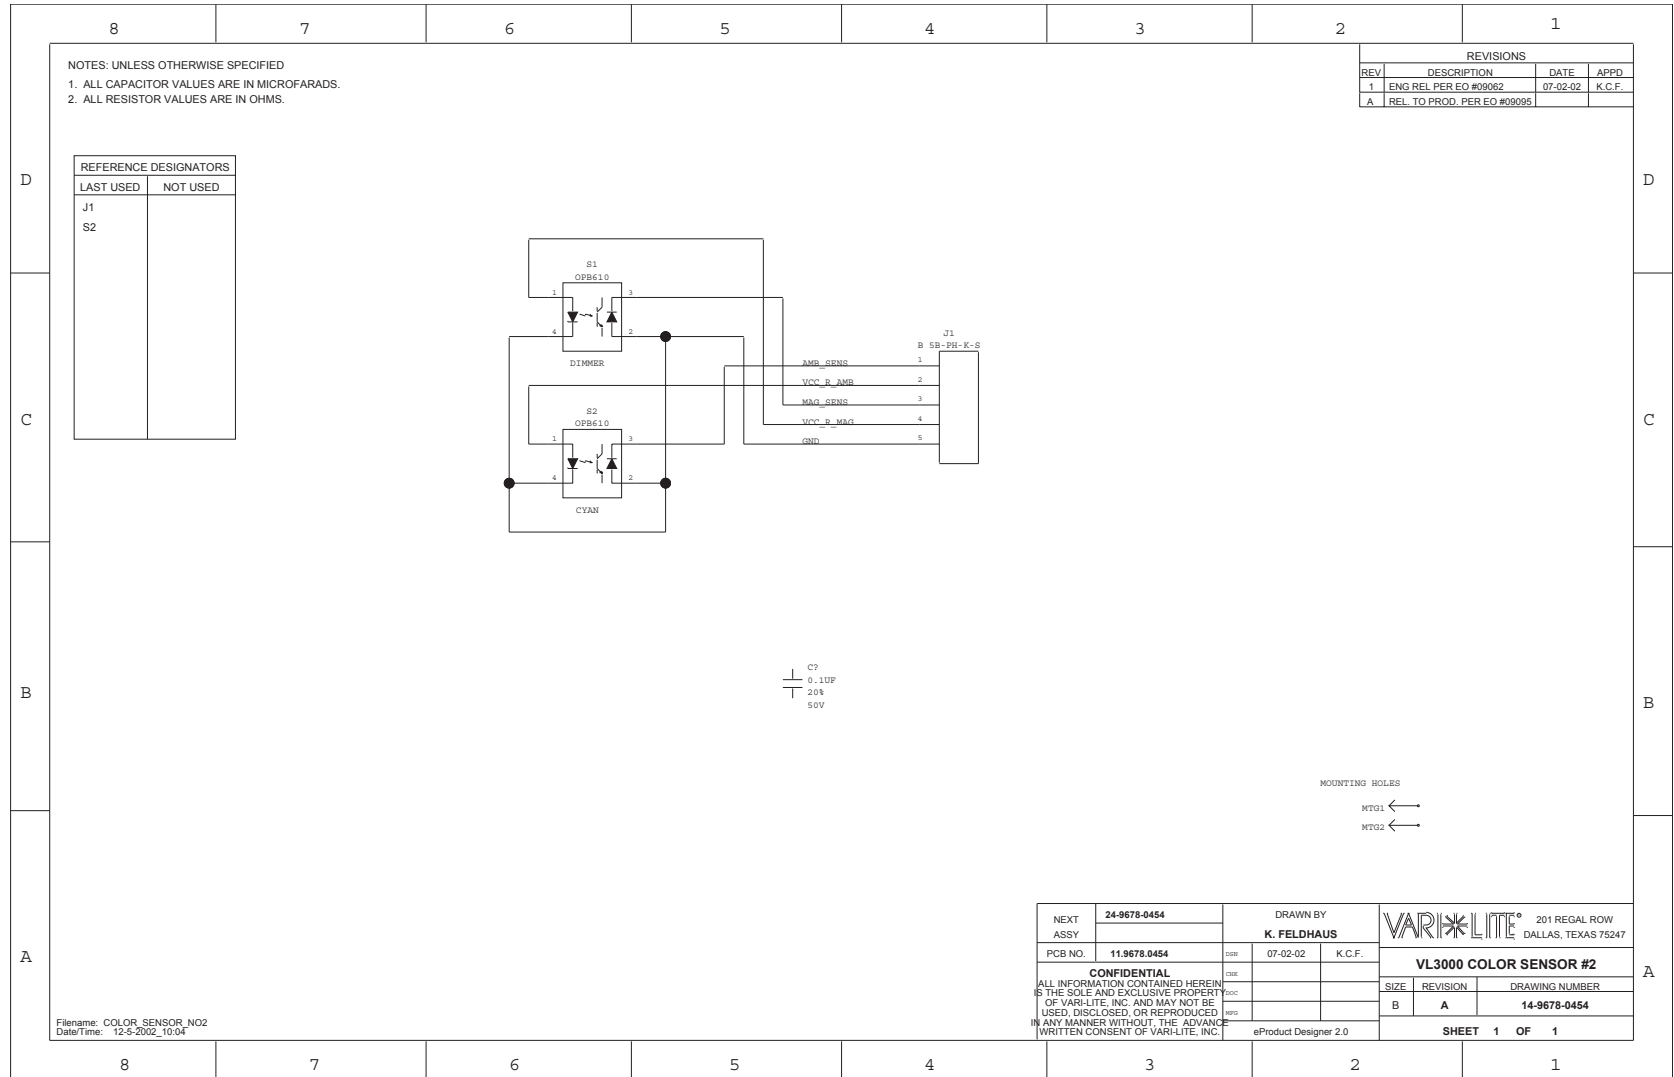 8 7 6 5 4 3 2 1
NOTES: UNLESS OTHERWISE SPECIFIED
1. ALL CAPACITOR VALUES ARE IN MICROFARADS.
2. ALL RESISTOR VALUES ARE IN OHMS.
REVISIONS
REV DESCRIPTION DATE APPD
1 ENG REL PER EO #09062 07-02-02 K.C.F.
A REL. TO PROD. PER EO #09095
D D
REFERENCE DESIGNATORS
LAST USED NOT USED
J1
S2
S1
OPB610
1 3
4 2
DIMMER
J1
B 5B-PH-K-S
AMB_SENS 1
VCC_R_AMB 2
MAG_SENS 3
VCC_R_MAG 4
GND 5
C C
S2
OPB610
1 3
4 2
CYAN
C?
0.1UF
20%
50V
B B
MOUNTING HOLES
MTG1
MTG2
A A
NEXT ASSY 24-9678-0454
DRAWN BY
K. FELDHAUS
PCB NO. 11.9678.0454
DSN 07-02-02 K.C.F.
CHK
DOC
MFG
CONFIDENTIAL
ALL INFORMATION CONTAINED HEREIN
IS THE SOLE AND EXCLUSIVE PROPERTY
OF VARI-LITE, INC. AND MAY NOT BE
USED, DISCLOSED, OR REPRODUCED
IN ANY MANNER WITHOUT, THE ADVANCE
WRITTEN CONSENT OF VARI-LITE, INC.
eProduct Designer 2.0
VARI*LITE®
201 REGAL ROW
DALLAS, TEXAS 75247
VL3000 COLOR SENSOR #2
SIZE REVISION DRAWING NUMBER
B A 14-9678-0454
SHEET 1 OF 1
Filename: COLOR_SENSOR_NO2
Date/Time: 12-5-2002_10:04
8 7 6 5 4 3 2 1